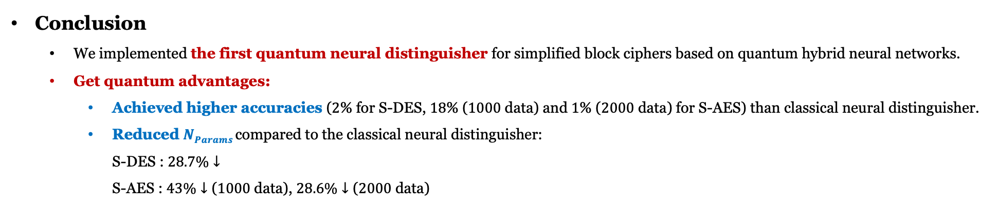 • Conclusion
• We implemented the first quantum neural distinguisher for simplified block ciphers based on quantum hybrid neural networks.
• Get quantum advantages:
• Achieved higher accuracies (2% for S-DES, 18% (1000 data) and 1% (2000 data) for S-AES) than classical neural distinguisher.
• Reduced N_Params compared to the classical neural distinguisher:
S-DES : 28.7% ↓
S-AES : 43% ↓ (1000 data), 28.6% ↓ (2000 data)